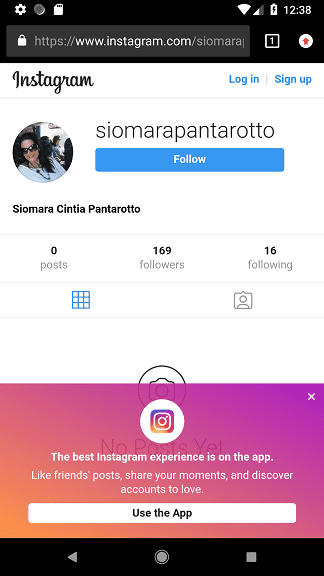 12:38
https://www.instagram.com/siomarap
1
Instagram
Log in | Sign up
siomarapantarotto
Follow
Siomara Cintia Pantarotto
0 169 16
posts followers following
No Posts Yet
The best Instagram experience is on the app.
Like friends' posts, share your moments, and discover
accounts to love.
Use the App